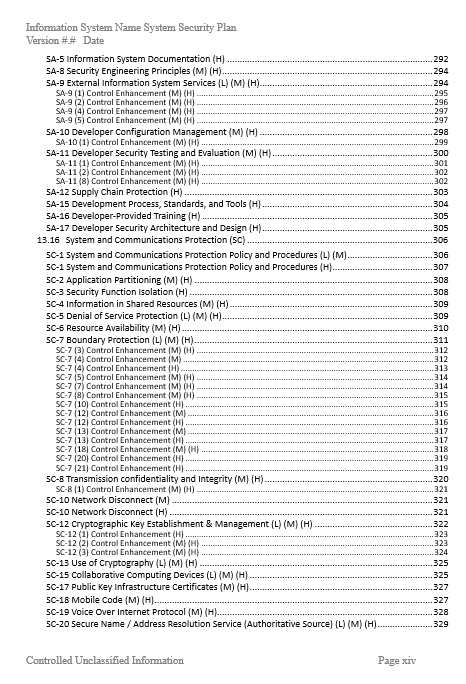 Information System Name System Security Plan
Version #.# Date
SA-5 Information System Documentation (H) 292
SA-8 Security Engineering Principles (M) (H) 294
SA-9 External Information System Services (L) (M) (H) 294
SA-9 (1) Control Enhancement (M) (H) 295
SA-9 (2) Control Enhancement (M) (H) 296
SA-9 (4) Control Enhancement (M) (H) 297
SA-9 (5) Control Enhancement (M) (H) 297
SA-10 Developer Configuration Management (M) (H) 298
SA-10 (1) Control Enhancement (M) (H) 299
SA-11 Developer Security Testing and Evaluation (M) (H) 300
SA-11 (1) Control Enhancement (M) (H) 301
SA-11 (2) Control Enhancement (M) (H) 302
SA-11 (8) Control Enhancement (M) (H) 302
SA-12 Supply Chain Protection (H) 303
SA-15 Development Process, Standards, and Tools (H) 304
SA-16 Developer-Provided Training (H) 305
SA-17 Developer Security Architecture and Design (H) 305
13.16 System and Communications Protection (SC) 306
SC-1 System and Communications Protection Policy and Procedures (L) (M) 306
SC-1 System and Communications Protection Policy and Procedures (H) 307
SC-2 Application Partitioning (M) (H) 308
SC-3 Security Function Isolation (H) 308
SC-4 Information in Shared Resources (M) (H) 309
SC-5 Denial of Service Protection (L) (M) (H) 309
SC-6 Resource Availability (M) (H) 310
SC-7 Boundary Protection (L) (M) (H) 311
SC-7 (3) Control Enhancement (M) (H) 312
SC-7 (4) Control Enhancement (M) 312
SC-7 (4) Control Enhancement (H) 313
SC-7 (5) Control Enhancement (M) (H) 314
SC-7 (7) Control Enhancement (M) (H) 314
SC-7 (8) Control Enhancement (M) (H) 315
SC-7 (10) Control Enhancement (H) 315
SC-7 (12) Control Enhancement (M) 316
SC-7 (12) Control Enhancement (H) 316
SC-7 (13) Control Enhancement (M) 317
SC-7 (13) Control Enhancement (H) 317
SC-7 (18) Control Enhancement (M) (H) 318
SC-7 (20) Control Enhancement (H) 319
SC-7 (21) Control Enhancement (H) 319
SC-8 Transmission confidentiality and Integrity (M) (H) 320
SC-8 (1) Control Enhancement (M) (H) 321
SC-10 Network Disconnect (M) 321
SC-10 Network Disconnect (H) 321
SC-12 Cryptographic Key Establishment & Management (L) (M) (H) 322
SC-12 (1) Control Enhancement (H) 323
SC-12 (2) Control Enhancement (M) (H) 323
SC-12 (3) Control Enhancement (M) (H) 324
SC-13 Use of Cryptography (L) (M) (H) 325
SC-15 Collaborative Computing Devices (L) (M) (H) 325
SC-17 Public Key Infrastructure Certificates (M) (H) 327
SC-18 Mobile Code (M) (H) 327
SC-19 Voice Over Internet Protocol (M) (H) 328
SC-20 Secure Name / Address Resolution Service (Authoritative Source) (L) (M) (H) 329
Controlled Unclassified Information Page xiv